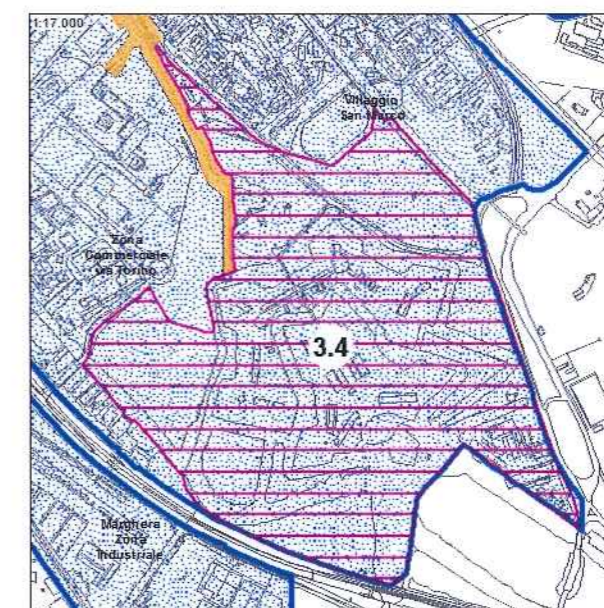 1:17.000
Villaggio
San Marco
Zona
Commerciale
via Torino
3.4
Marghera
Zona
Industriale